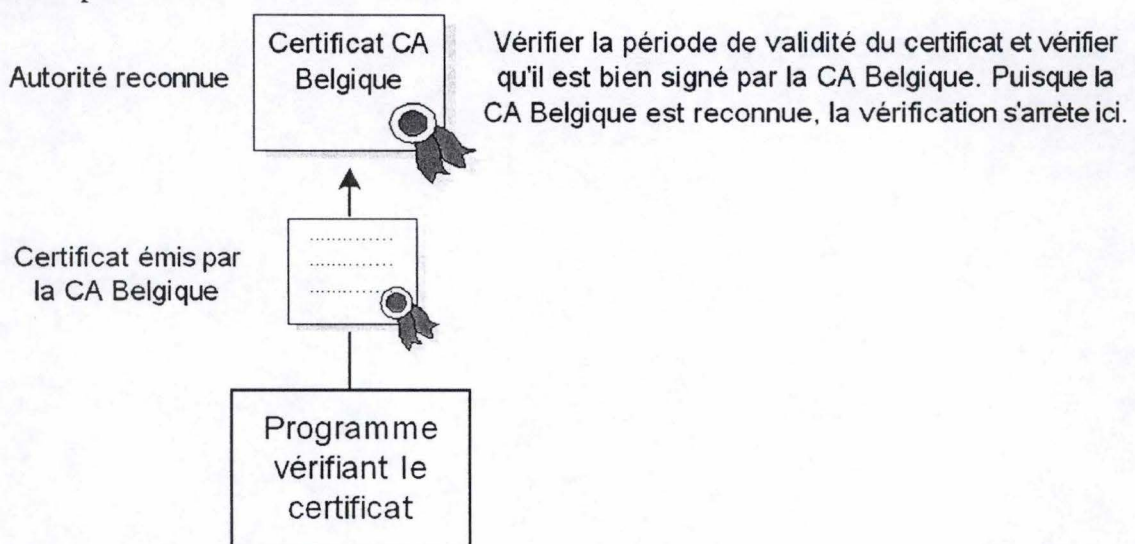 Autorité reconnue
Certificat CA
Belgique
Vérifier la période de validité du certificat et vérifier
qu'il est bien signé par la CA Belgique. Puisque la
CA Belgique est reconnue, la vérification s'arrète ici.
Certificat émis par
la CA Belgique
Programme
vérifiant le
certificat